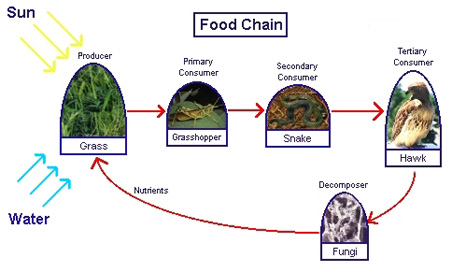 Sun
Food Chain
Producer
Primary
Consumer
Secondary
Consumer
Tertiary
Consumer
Grass
Grasshopper
Snake
Hawk
Water
Nutrients
Decomposer
Fungi